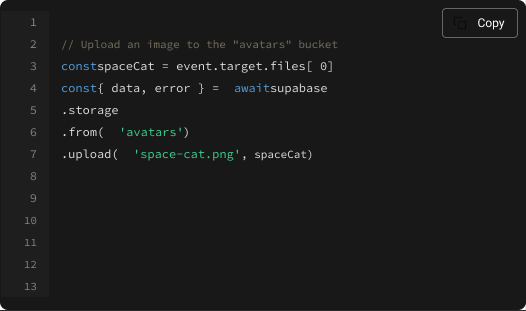 Copy
1
2 // Upload an image to the "avatars" bucket
3 constspaceCat = event.target.files[ 0]
4 const{ data, error } = awaitsupabase
5 .storage
6 .from( 'avatars')
7 .upload( 'space-cat.png', spaceCat)
8
9
10
11
12
13